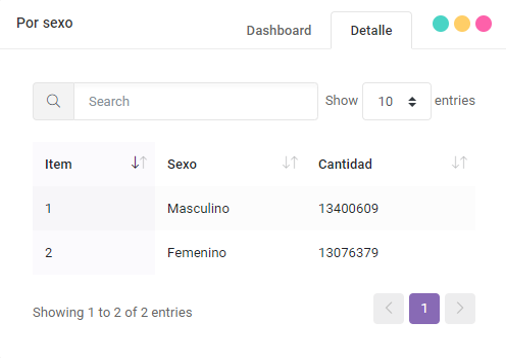 Por sexo
Dashboard Detalle
Search Show 10 entries
Item Sexo Cantidad
1 Masculino 13400609
2 Femenino 13076379
Showing 1 to 2 of 2 entries 1